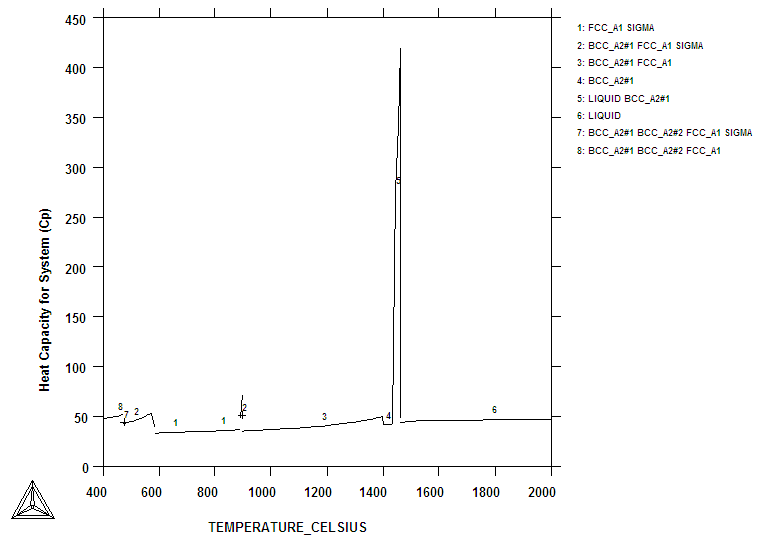 450
400
350
300
250
200
150
100
50
0
Heat Capacity for System (Cp)
400 600 800 1000 1200 1400 1600 1800 2000
TEMPERATURE_CELSIUS
8
7
2
1
1
2
3
4
5
6
1: FCC_A1 SIGMA
2: BCC_A2#1 FCC_A1 SIGMA
3: BCC_A2#1 FCC_A1
4: BCC_A2#1
5: LIQUID BCC_A2#1
6: LIQUID
7: BCC_A2#1 BCC_A2#2 FCC_A1 SIGMA
8: BCC_A2#1 BCC_A2#2 FCC_A1